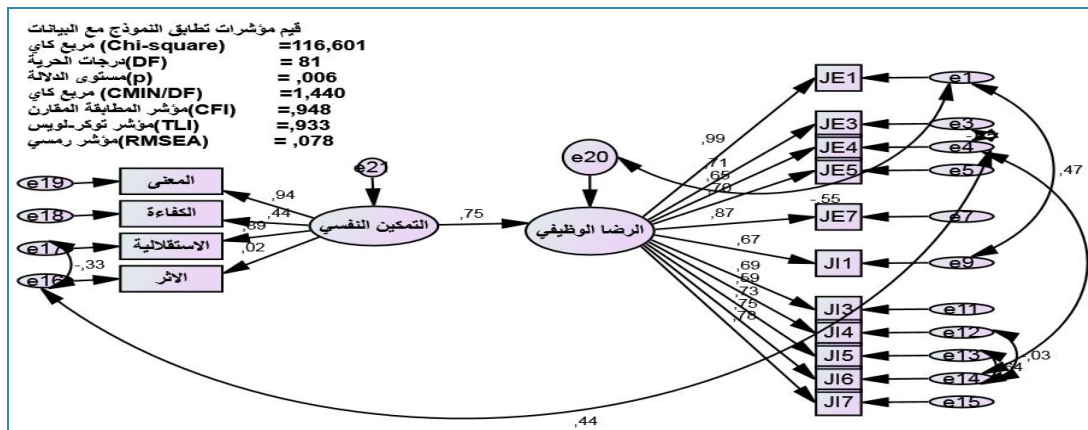 قيم مؤشرات تطابق النموذج مع البيانات
مربع كاي (Chi-square) =116,601
درجات الحرية(DF) = 81
مستوى الدلالة(p) = ,006
مربع كاي (CMIN/DF) =1,440
مؤشر المطابقة المقارن(CFI) =,948
مؤشر توكر-لويس(TLI) =,933
مؤشر رمسي(RMSEA) = ,078
e19
المعنى
e18
الكفاءة
e17
الاستقلالية
e16
الاثر
-,33
,94
,44
,02
e21
التمكين النفسي
,75
e20
الرضا الوظيفي
,99
,71
,65
,70
-,55
,87
,67
,69
,59
,73
,75
,78
JE1
e1
JE3
e3
JE4
e4
JE5
e5
JE7
e7
JI1
e9
JI3
e11
JI4
e12
JI5
e13
JI6
e14
JI7
e15
,47
-,03
,44